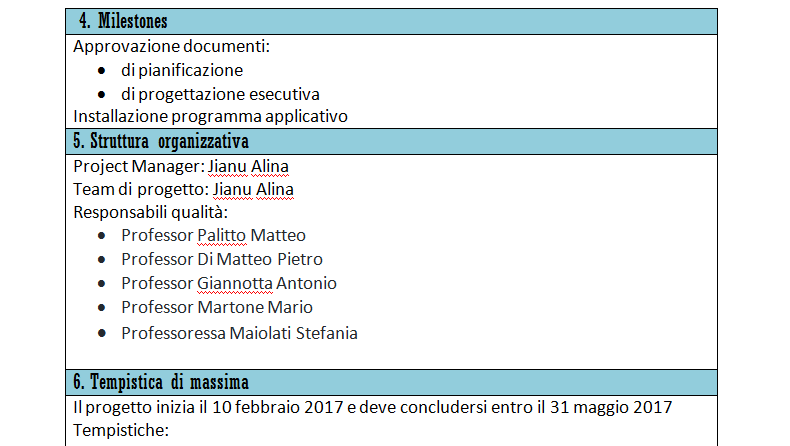 4. Milestones
Approvazione documenti:
• di pianificazione
• di progettazione esecutiva
Installazione programma applicativo
5. Struttura organizzativa
Project Manager: Jianu Alina
Team di progetto: Jianu Alina
Responsabili qualità:
• Professor Palitto Matteo
• Professor Di Matteo Pietro
• Professor Giannotta Antonio
• Professor Martone Mario
• Professoressa Maiolati Stefania
6. Tempistica di massima
Il progetto inizia il 10 febbraio 2017 e deve concludersi entro il 31 maggio 2017
Tempistiche: